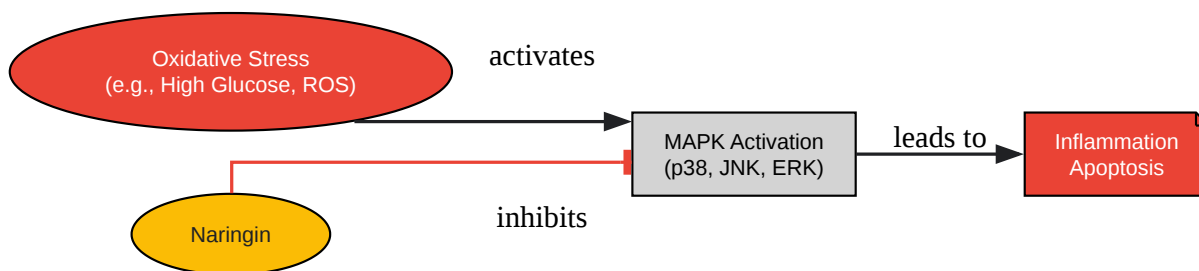 Oxidative Stress
(e.g., High Glucose, ROS)
activates
MAPK Activation
(p38, JNK, ERK)
leads to
Inflammation
Apoptosis
inhibits
Naringin